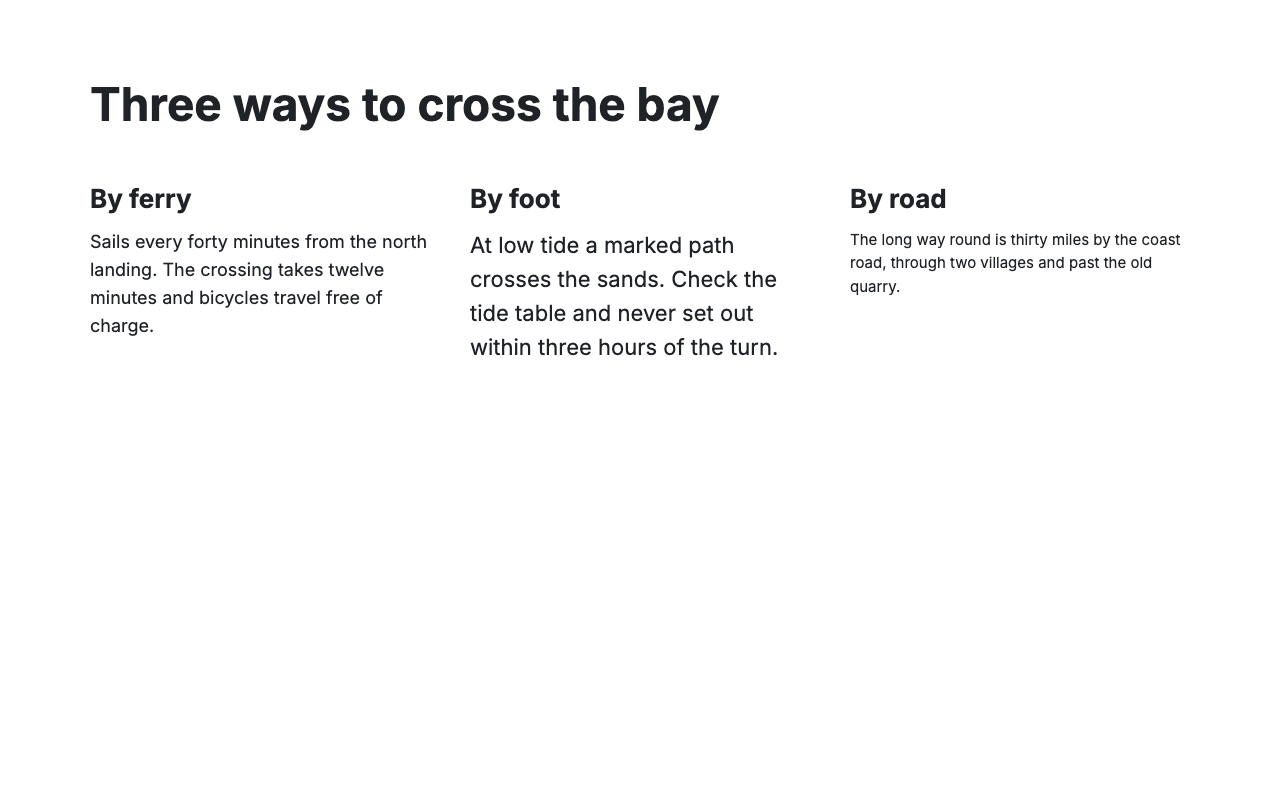 Three ways to cross the bay
By ferry
Sails every forty minutes from the north
landing. The crossing takes twelve
minutes and bicycles travel free of
charge.
By foot
At low tide a marked path
crosses the sands. Check the
tide table and never set out
within three hours of the turn.
By road
The long way round is thirty miles by the coast
road, through two villages and past the old
quarry.